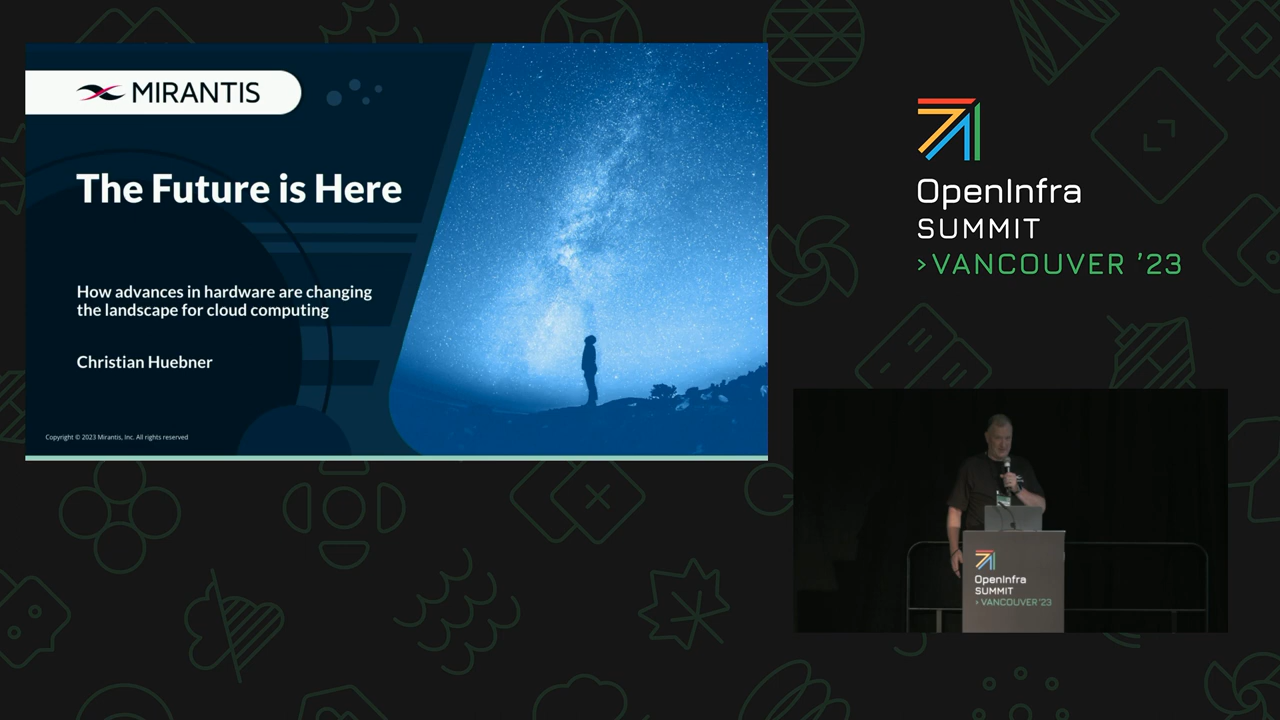 MIRANTIS
The Future is Here
How advances in hardware are changing
the landscape for cloud computing
Christian Huebner
Copyright © 2023 Mirantis, Inc. All rights reserved
OpenInfra
SUMMIT
>VANCOUVER '23
OpenInfra
SUMMIT
> VANCOUVER '23